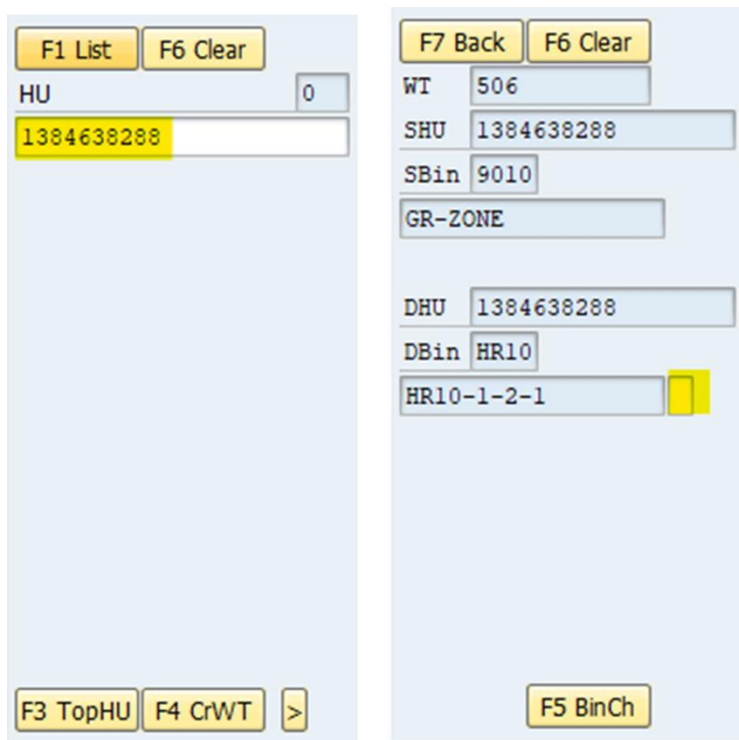 F1 List F6 Clear
HU 0
1384638288
F3 TopHU F4 CrWT >
F7 Back F6 Clear
WT 506
SHU 1384638288
SBin 9010
GR-ZONE
DHU 1384638288
DBin HR10
HR10-1-2-1
F5 BinCh